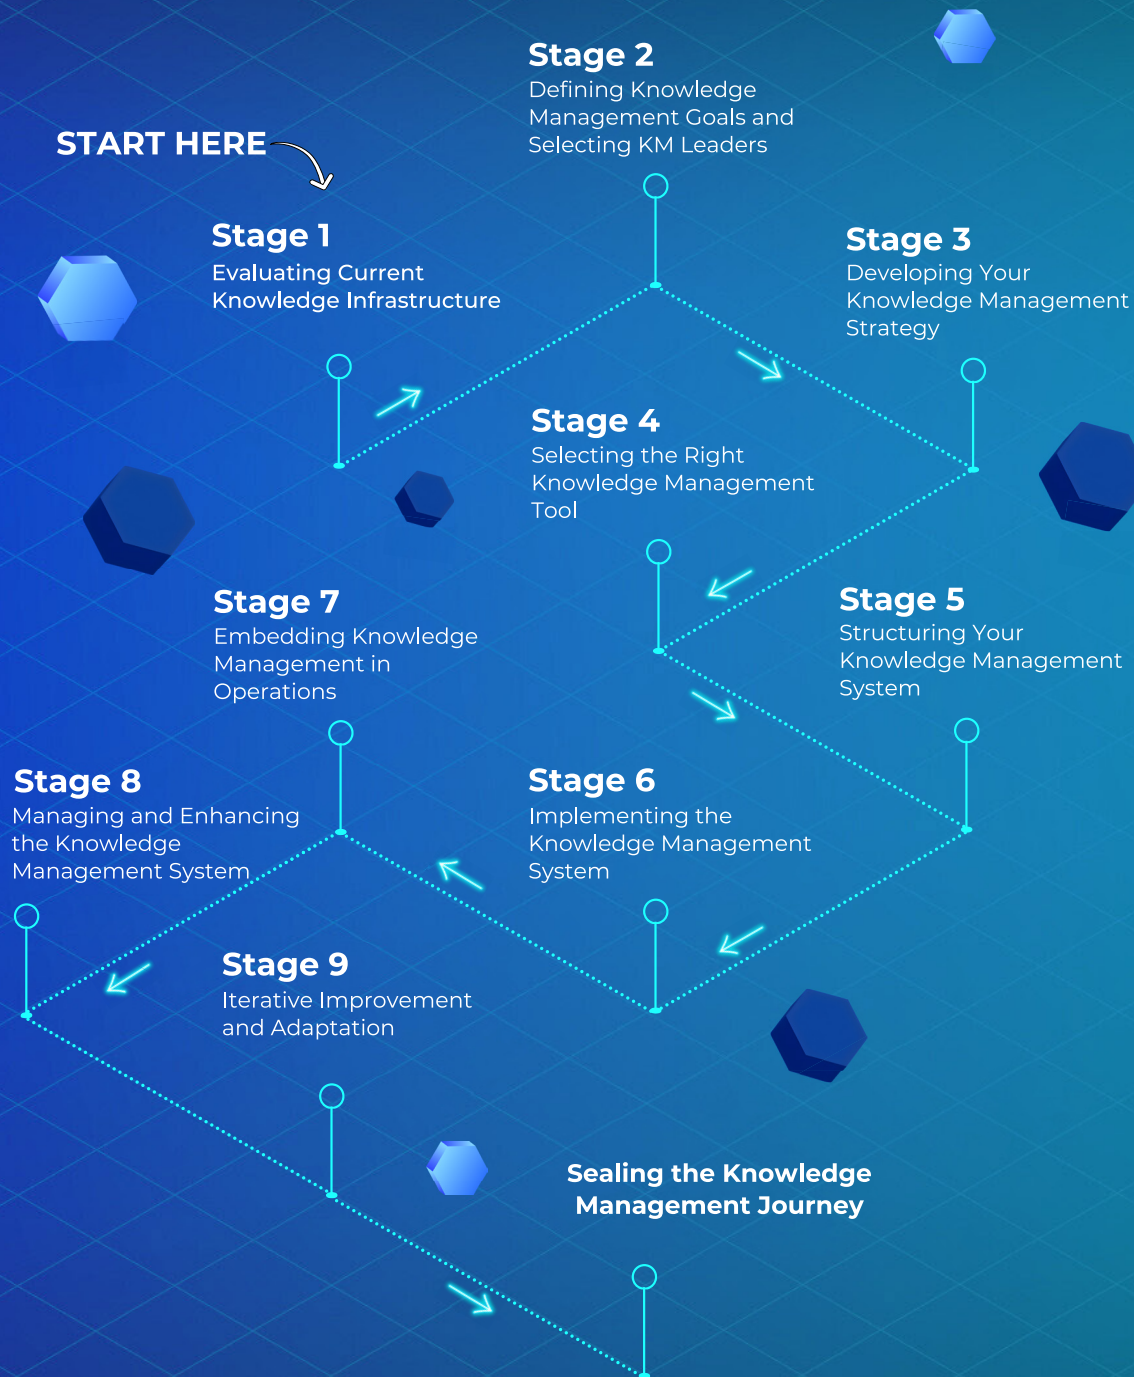 START HERE
Stage 1
Evaluating Current
Knowledge Infrastructure
Stage 2
Defining Knowledge
Management Goals and
Selecting KM Leaders
Stage 3
Developing Your
Knowledge Management
Strategy
Stage 4
Selecting the Right
Knowledge Management
Tool
Stage 5
Structuring Your
Knowledge Management
System
Stage 6
Implementing the
Knowledge Management
System
Stage 7
Embedding Knowledge
Management in
Operations
Stage 8
Managing and Enhancing
the Knowledge
Management System
Stage 9
Iterative Improvement
and Adaptation
Sealing the Knowledge
Management Journey